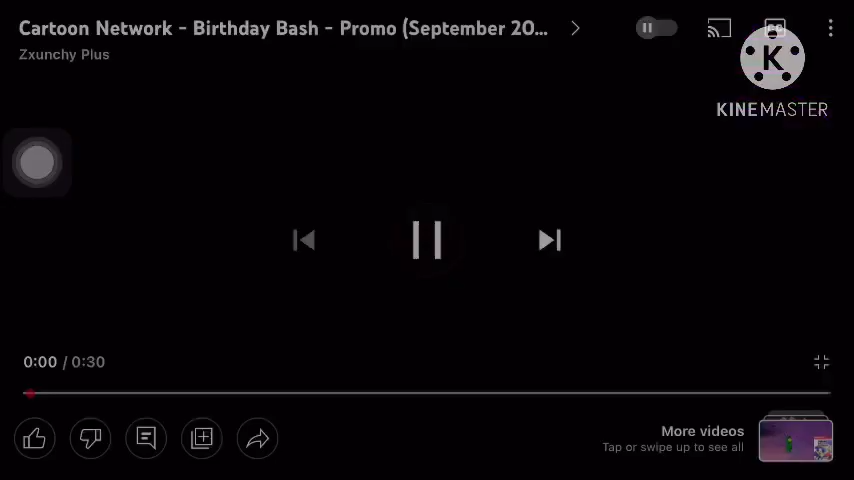 Cartoon Network - Birthday Bash - Promo (September 20...
Zxunchy Plus
K
KINEMASTER
0:00 / 0:30
More videos
Tap or swipe up to see all